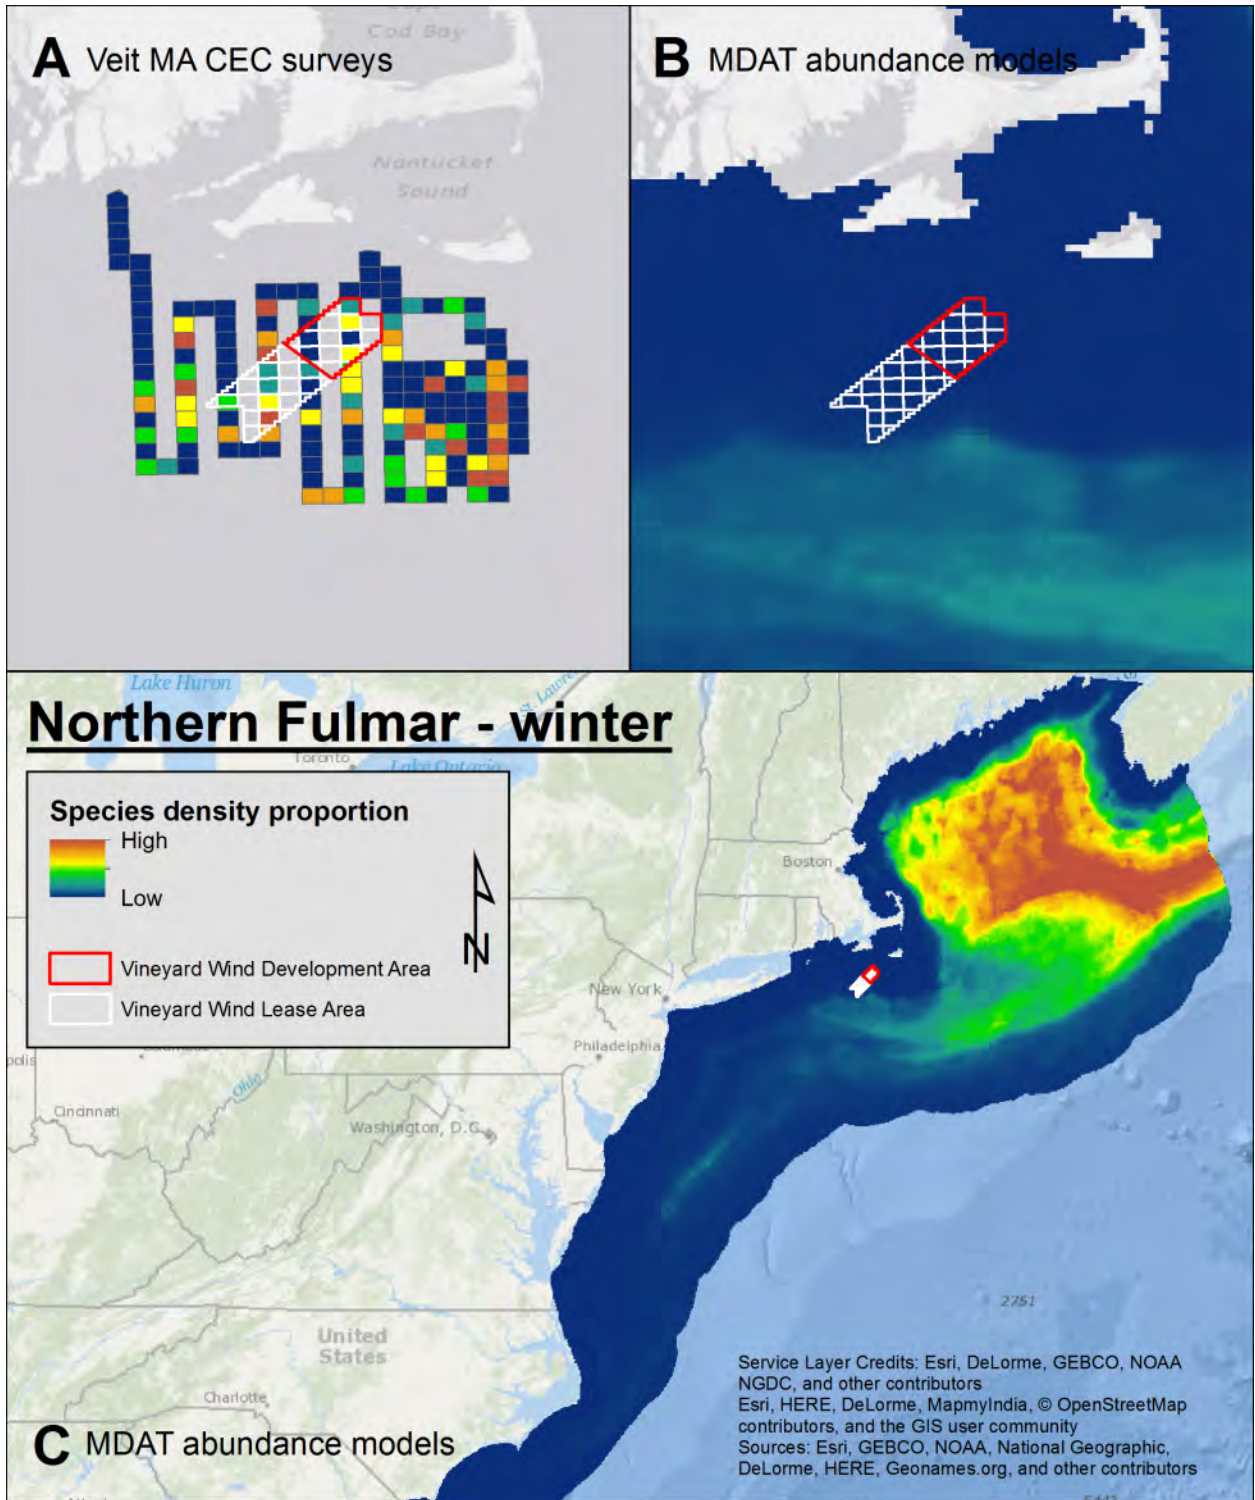 Cod Bay
A Veit MA CEC surveys
Nantucket
Sound
B MDAT abundance models
Lake Huron
St. Lawre
Northern Fulmar - winter
Toronto
Lake Ontario
Species density proportion
High
Low
N
Vineyard Wind Development Area
Vineyard Wind Lease Area
Boston
New York
Philadelphia
Ohio
Cincinnati
Washington, D.C.
United
States
Charlotte
2751
Service Layer Credits: Esri, DeLorme, GEBCO, NOAA
NGDC, and other contributors
Esri, HERE, DeLorme, MapmyIndia, © OpenStreetMap
contributors, and the GIS user community
Sources: Esri, GEBCO, NOAA, National Geographic,
DeLorme, HERE, Geonames.org, and other contributors
C MDAT abundance models